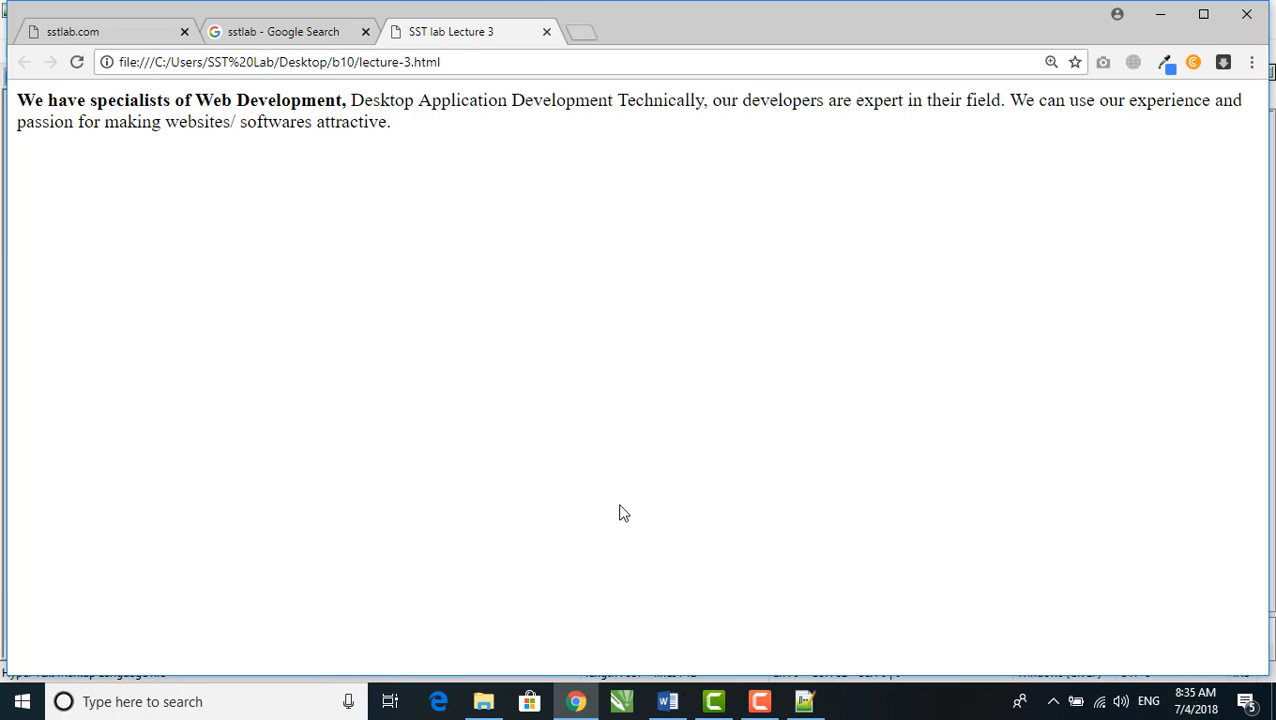 sstlab.com
sstlab - Google Search
SST lab Lecture 3
file:///C:/Users/SST%20Lab/Desktop/b10/lecture-3.html
We have specialists of Web Development, Desktop Application Development Technically, our developers are expert in their field. We can use our experience and
passion for making websites/ softwares attractive.
Type here to search
ENG
8:35 AM
7/4/2018
5